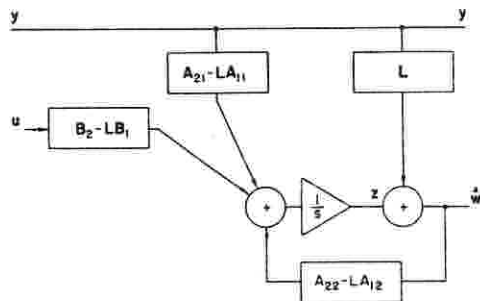 y y
A₂₁-LA₁₁
L
u
B₂-LB₁
+
1/S
z
+
ŵ
A₂₂-LA₁₂